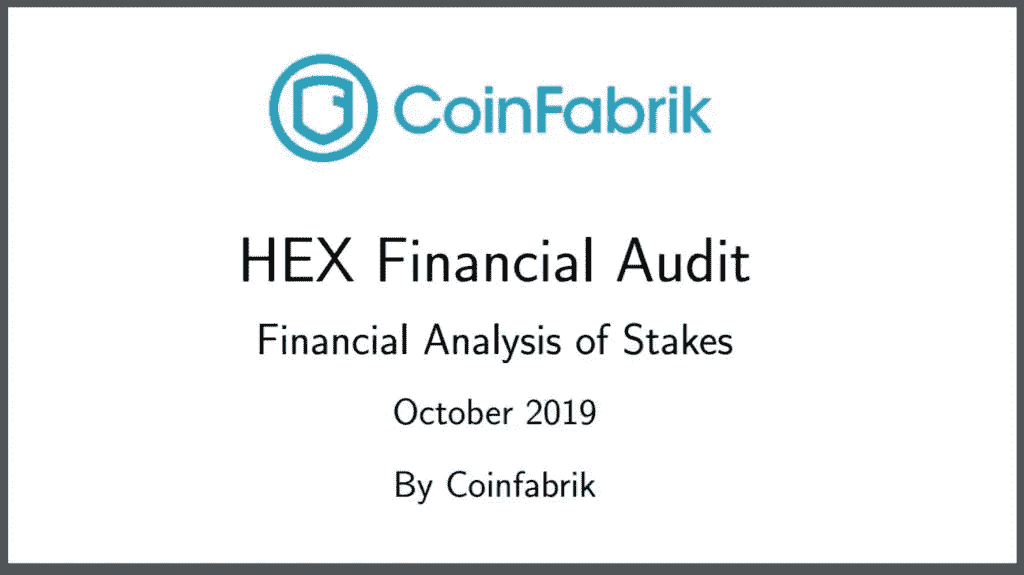 CoinFabrik
HEX Financial Audit
Financial Analysis of Stakes
October 2019
By Coinfabrik